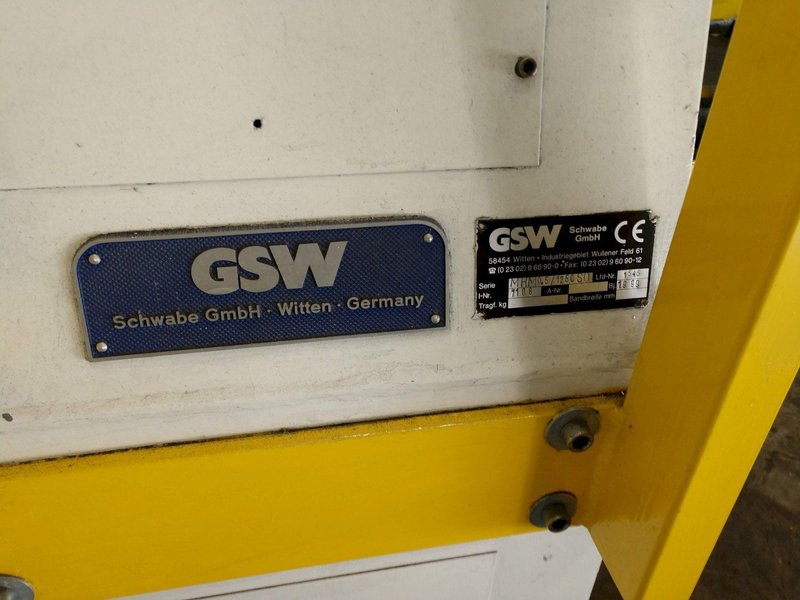 GSW
Schwabe GmbH · Witten · Germany
GSW Schwabe GmbH CE
58454 Witten · Industriegebiet Wullener Feld 61
☎ (0 23 02) 9 60 90-0 · Fax: (0 23 02) 9 60 90-12
Serie Lfd-Nr.
I-Nr. A-Nr. Bj.
Tragf. kg Bandbreite mm